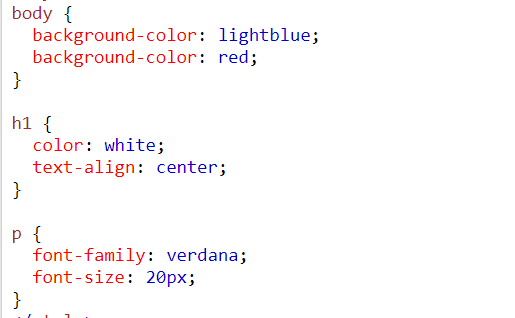 body {
  background-color: lightblue;
  background-color: red;
}

h1 {
  color: white;
  text-align: center;
}

p {
  font-family: verdana;
  font-size: 20px;
}